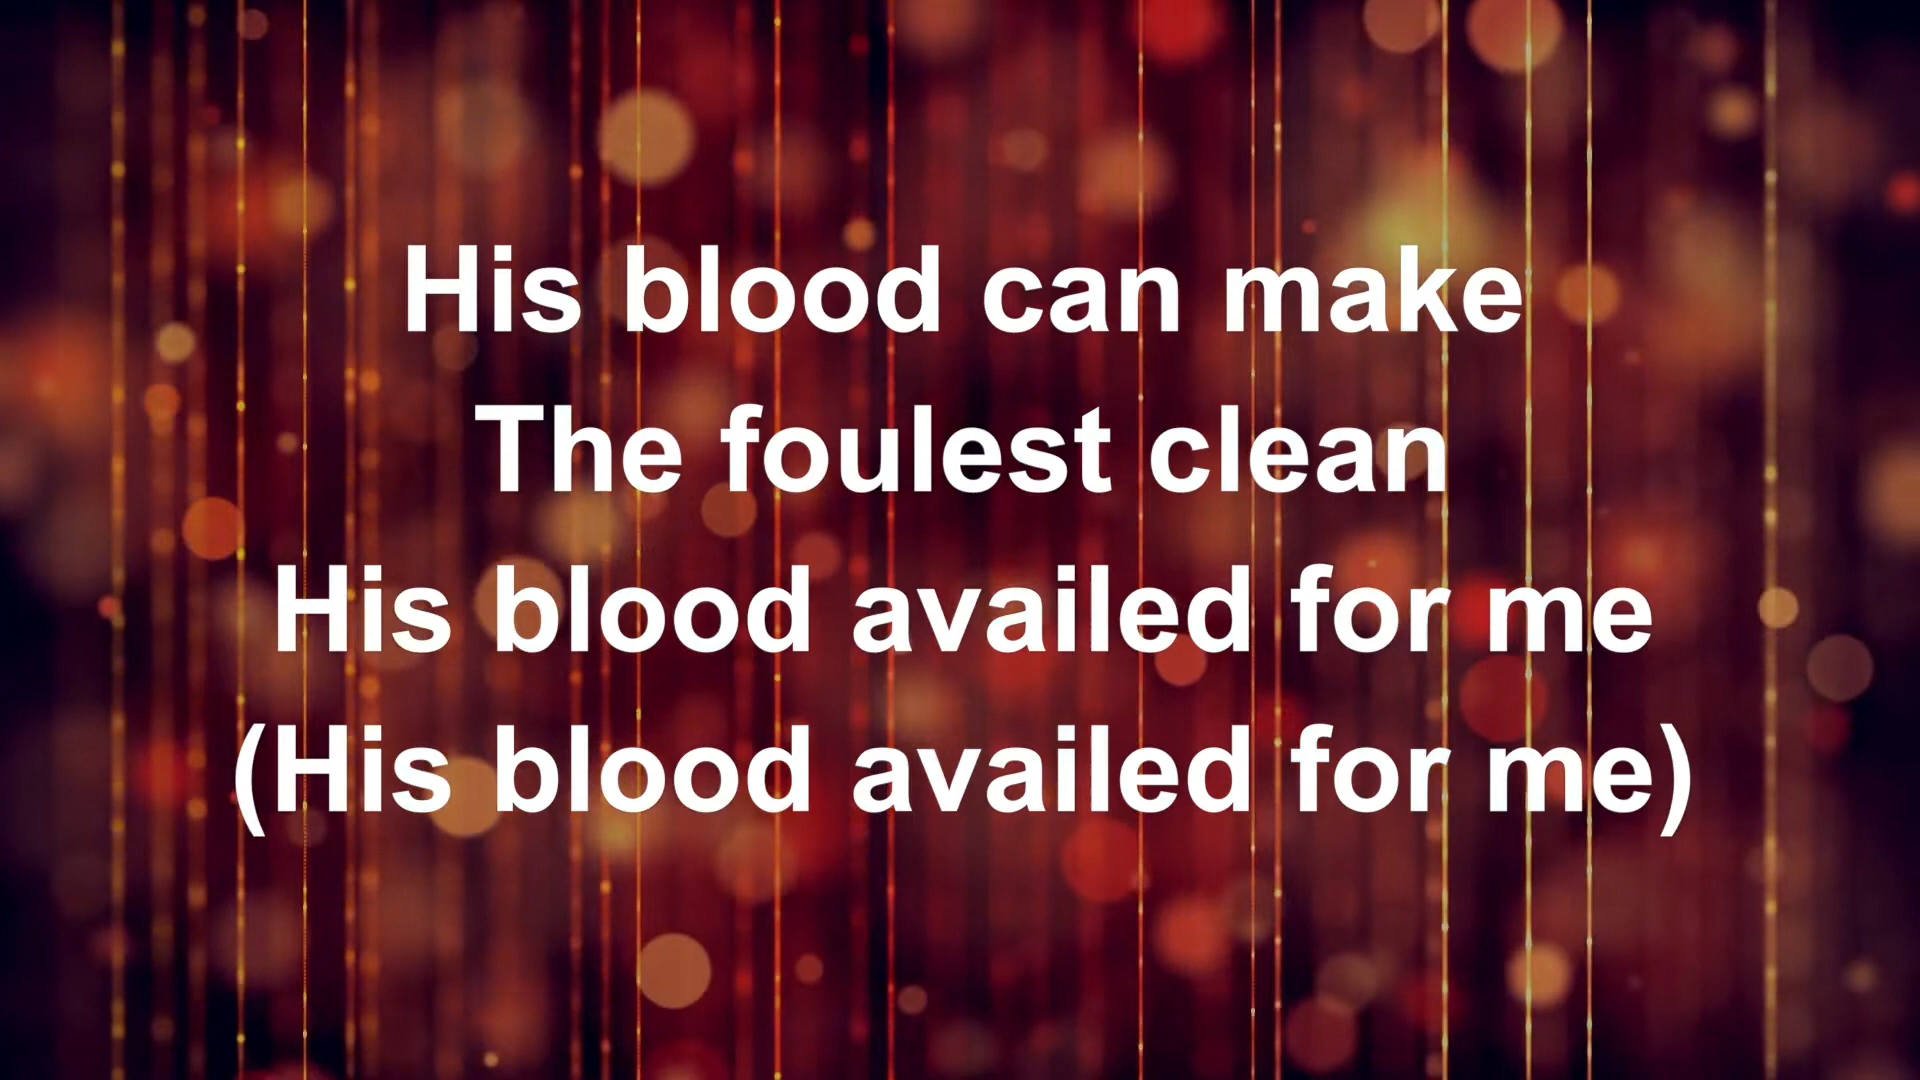 His blood can make
The foulest clean
His blood availed for me
(His blood availed for me)